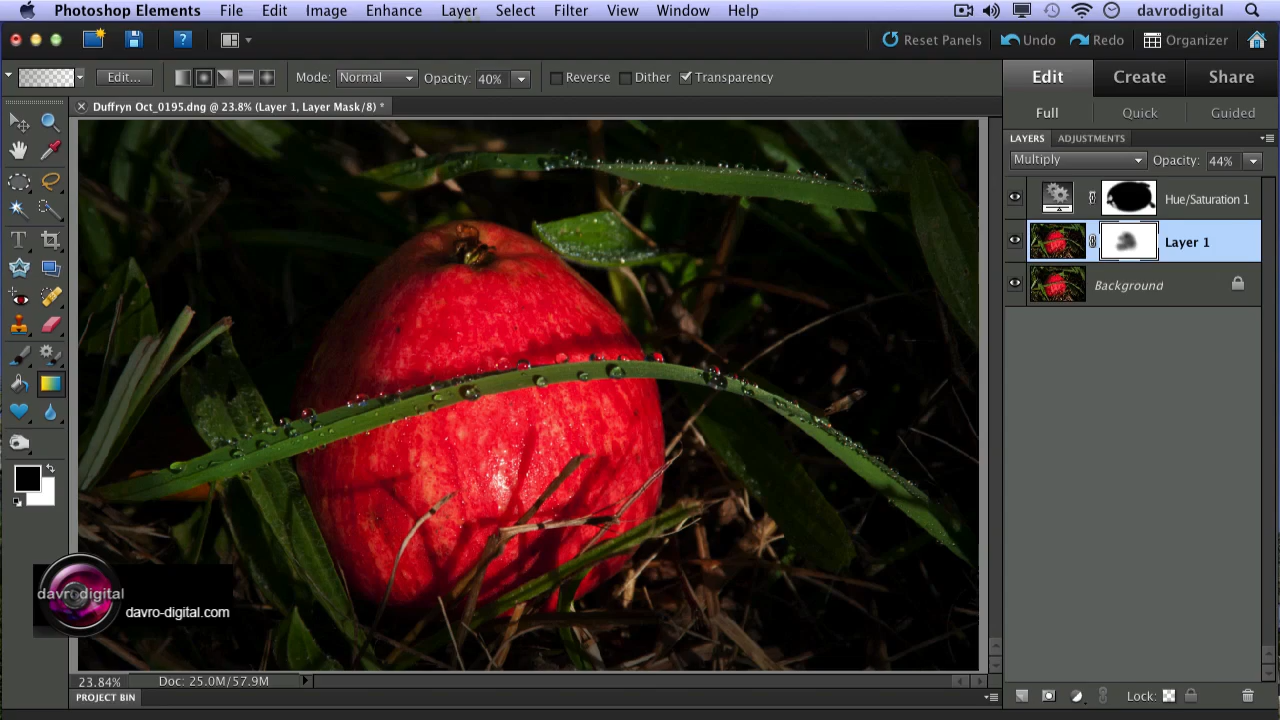 Photoshop Elements File Edit Image Enhance Layer Select Filter View Window Help davrodigital
? Reset Panels Undo Redo Organizer
Edit... Mode: Normal Opacity: 40% Reverse Dither Transparency Edit Create Share
Duffryn Oct_0195.dng @ 23.8% (Layer 1, Layer Mask/8) * Full Quick Guided
LAYERS ADJUSTMENTS
Multiply Opacity: 44%
Hue/Saturation 1
Layer 1
Background
T
davro digital
davro-digital.com
23.84% Doc: 25.0M/57.9M
PROJECT BIN Lock: